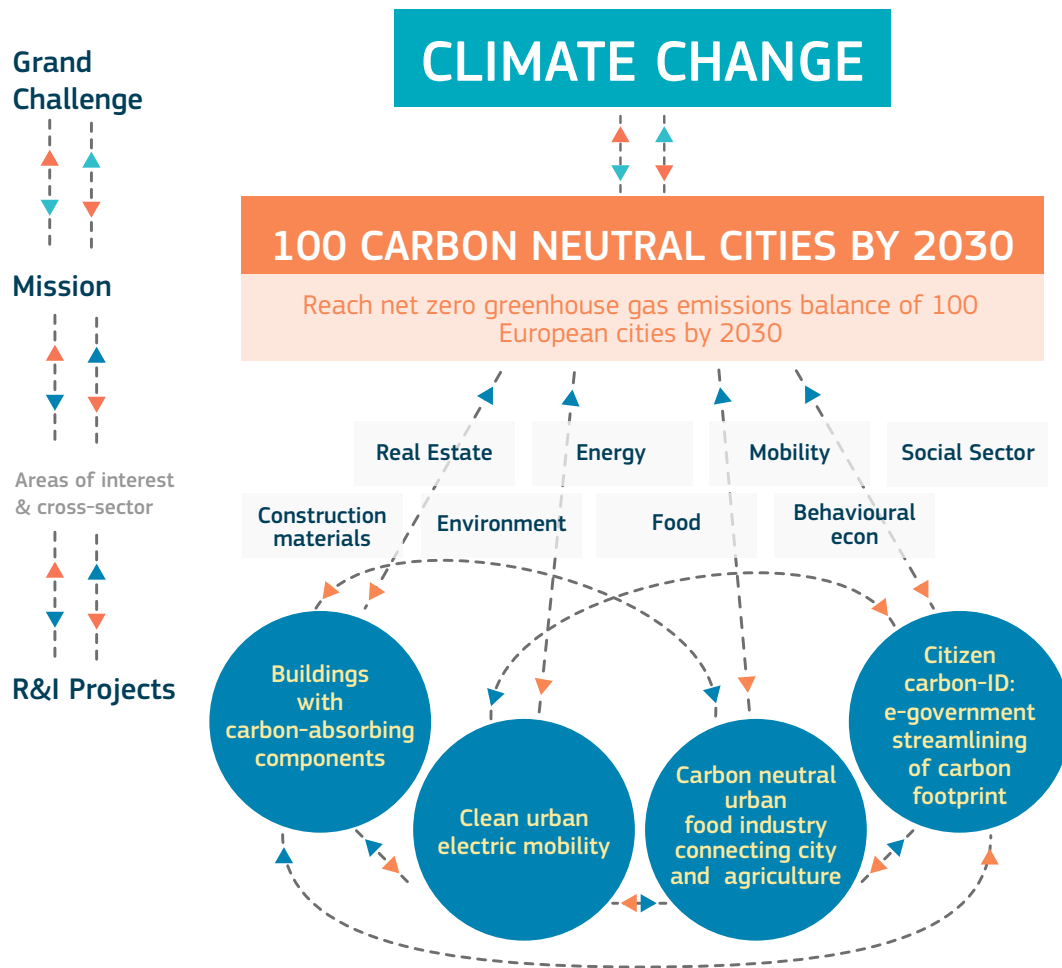 Grand
Challenge
CLIMATE CHANGE
100 CARBON NEUTRAL CITIES BY 2030
Mission
Reach net zero greenhouse gas emissions balance of 100
European cities by 2030
Real Estate
Energy
Mobility
Social Sector
Areas of interest
& cross-sector
Construction
materials
Environment
Food
Behavioural
econ
R&I Projects
Buildings
with
carbon-absorbing
components
Clean urban
electric mobility
Carbon neutral
urban
food industry
connecting city
and agriculture
Citizen
carbon-ID:
e-government
streamlining
of carbon
footprint